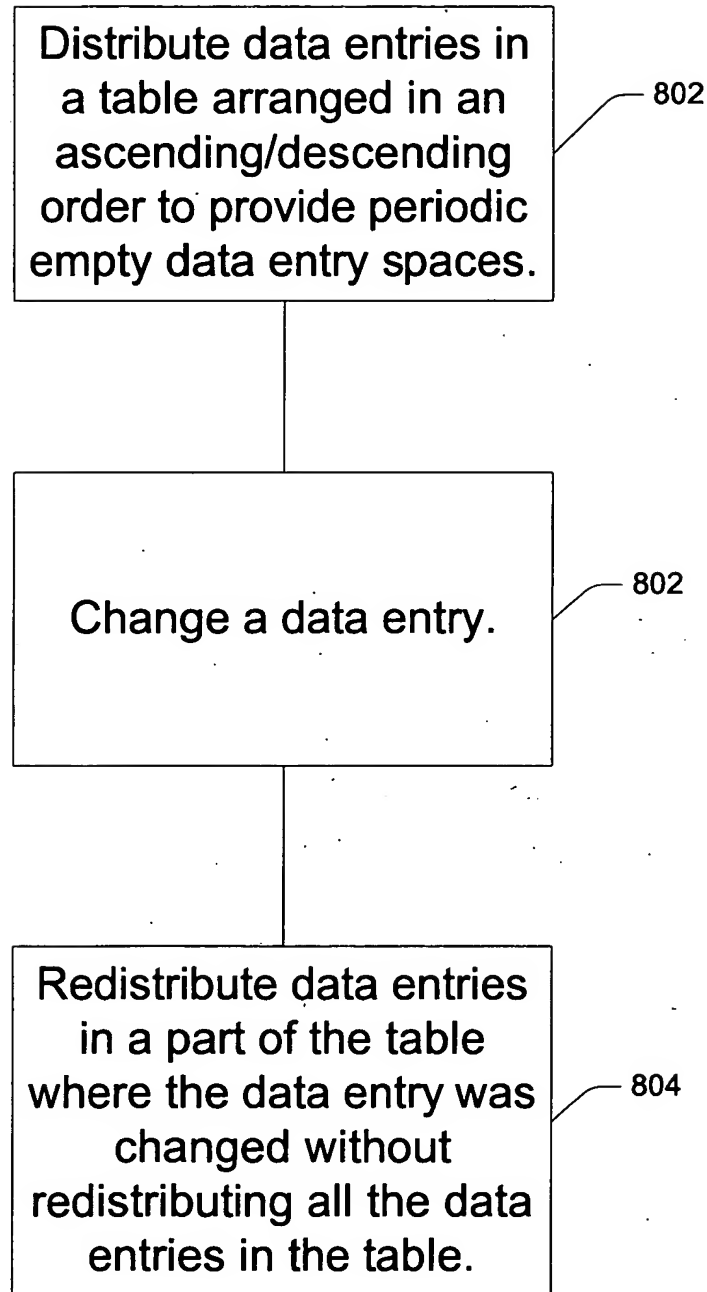 Distribute data entries in
a table arranged in an
ascending/descending
order to provide periodic
empty data entry spaces.
802
Change a data entry.
802
Redistribute data entries
in a part of the table
where the data entry was
changed without
redistributing all the data
entries in the table.
804